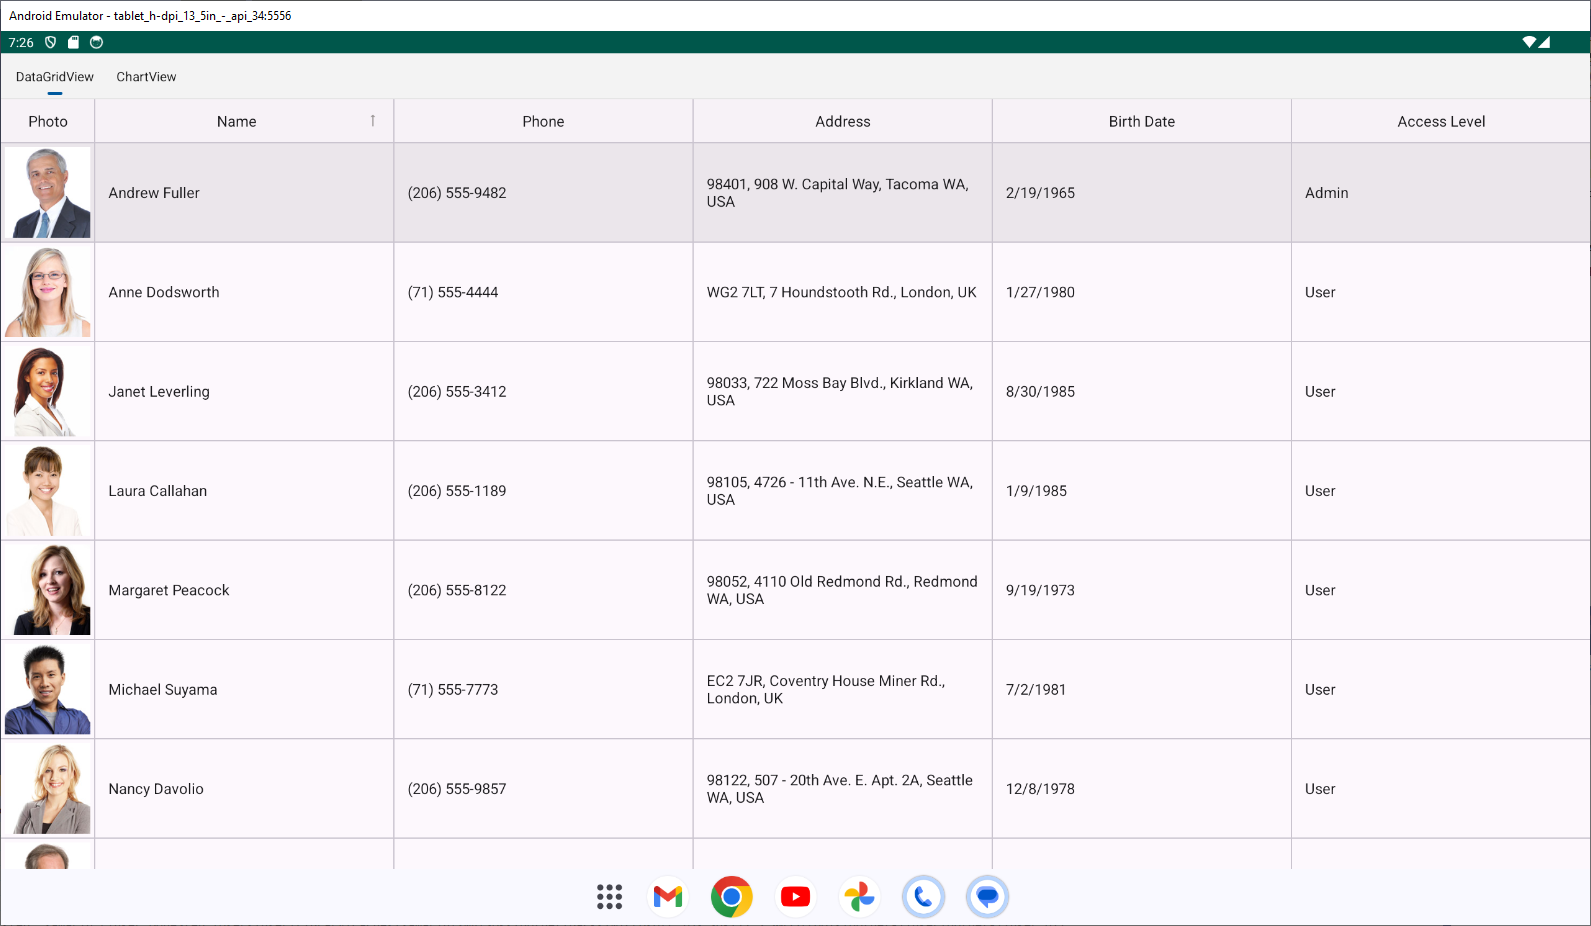 Android Emulator - tablet_h-dpi_13_5in_-_api_34:5556
7:26
DataGridView ChartView
Photo Name ↑ Phone Address Birth Date Access Level
Andrew Fuller (206) 555-9482 98401, 908 W. Capital Way, Tacoma WA, 2/19/1965 Admin
USA
Anne Dodsworth (71) 555-4444 WG2 7LT, 7 Houndstooth Rd., London, UK 1/27/1980 User
Janet Leverling (206) 555-3412 98033, 722 Moss Bay Blvd., Kirkland WA, 8/30/1985 User
USA
Laura Callahan (206) 555-1189 98105, 4726 - 11th Ave. N.E., Seattle WA, 1/9/1985 User
USA
Margaret Peacock (206) 555-8122 98052, 4110 Old Redmond Rd., Redmond 9/19/1973 User
WA, USA
Michael Suyama (71) 555-7773 EC2 7JR, Coventry House Miner Rd., 7/2/1981 User
London, UK
Nancy Davolio (206) 555-9857 98122, 507 - 20th Ave. E. Apt. 2A, Seattle 12/8/1978 User
WA, USA